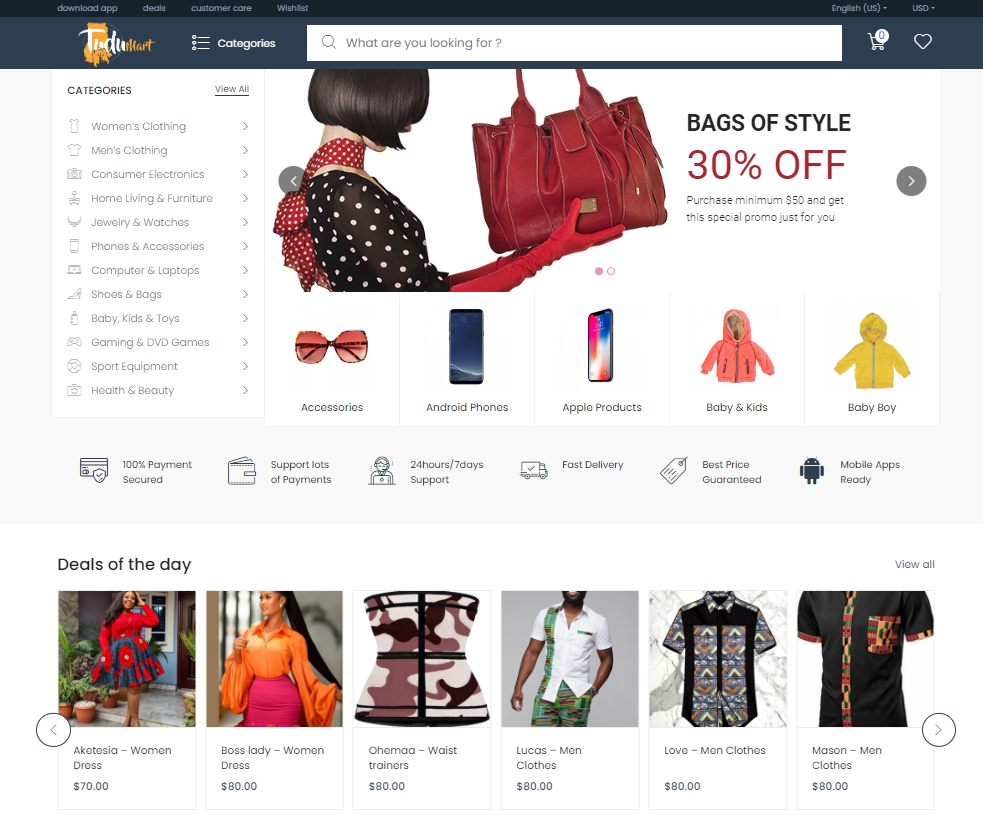 download app deals customer care Wishlist English (US) USD
TuduMart
Categories
What are you looking for ?
0
CATEGORIES View All
Women's Clothing
Men's Clothing
Consumer Electronics
Home Living & Furniture
Jewelry & Watches
Phones & Accessories
Computer & Laptops
Shoes & Bags
Baby, Kids & Toys
Gaming & DVD Games
Sport Equipment
Health & Beauty
BAGS OF STYLE
30% OFF
Purchase minimum $50 and get
this special promo just for you
Accessories
Android Phones
Apple Products
Baby & Kids
Baby Boy
100% Payment
Secured
Support lots
of Payments
24hours/7days
Support
Fast Delivery
Best Price
Guaranteed
Mobile Apps
Ready
Deals of the day View all
Aketesia – Women
Dress
$70.00
Boss lady – Women
Dress
$80.00
Ohemaa – Waist
trainers
$80.00
Lucas – Men
Clothes
$80.00
Love – Men Clothes
$80.00
Mason – Men
Clothes
$80.00